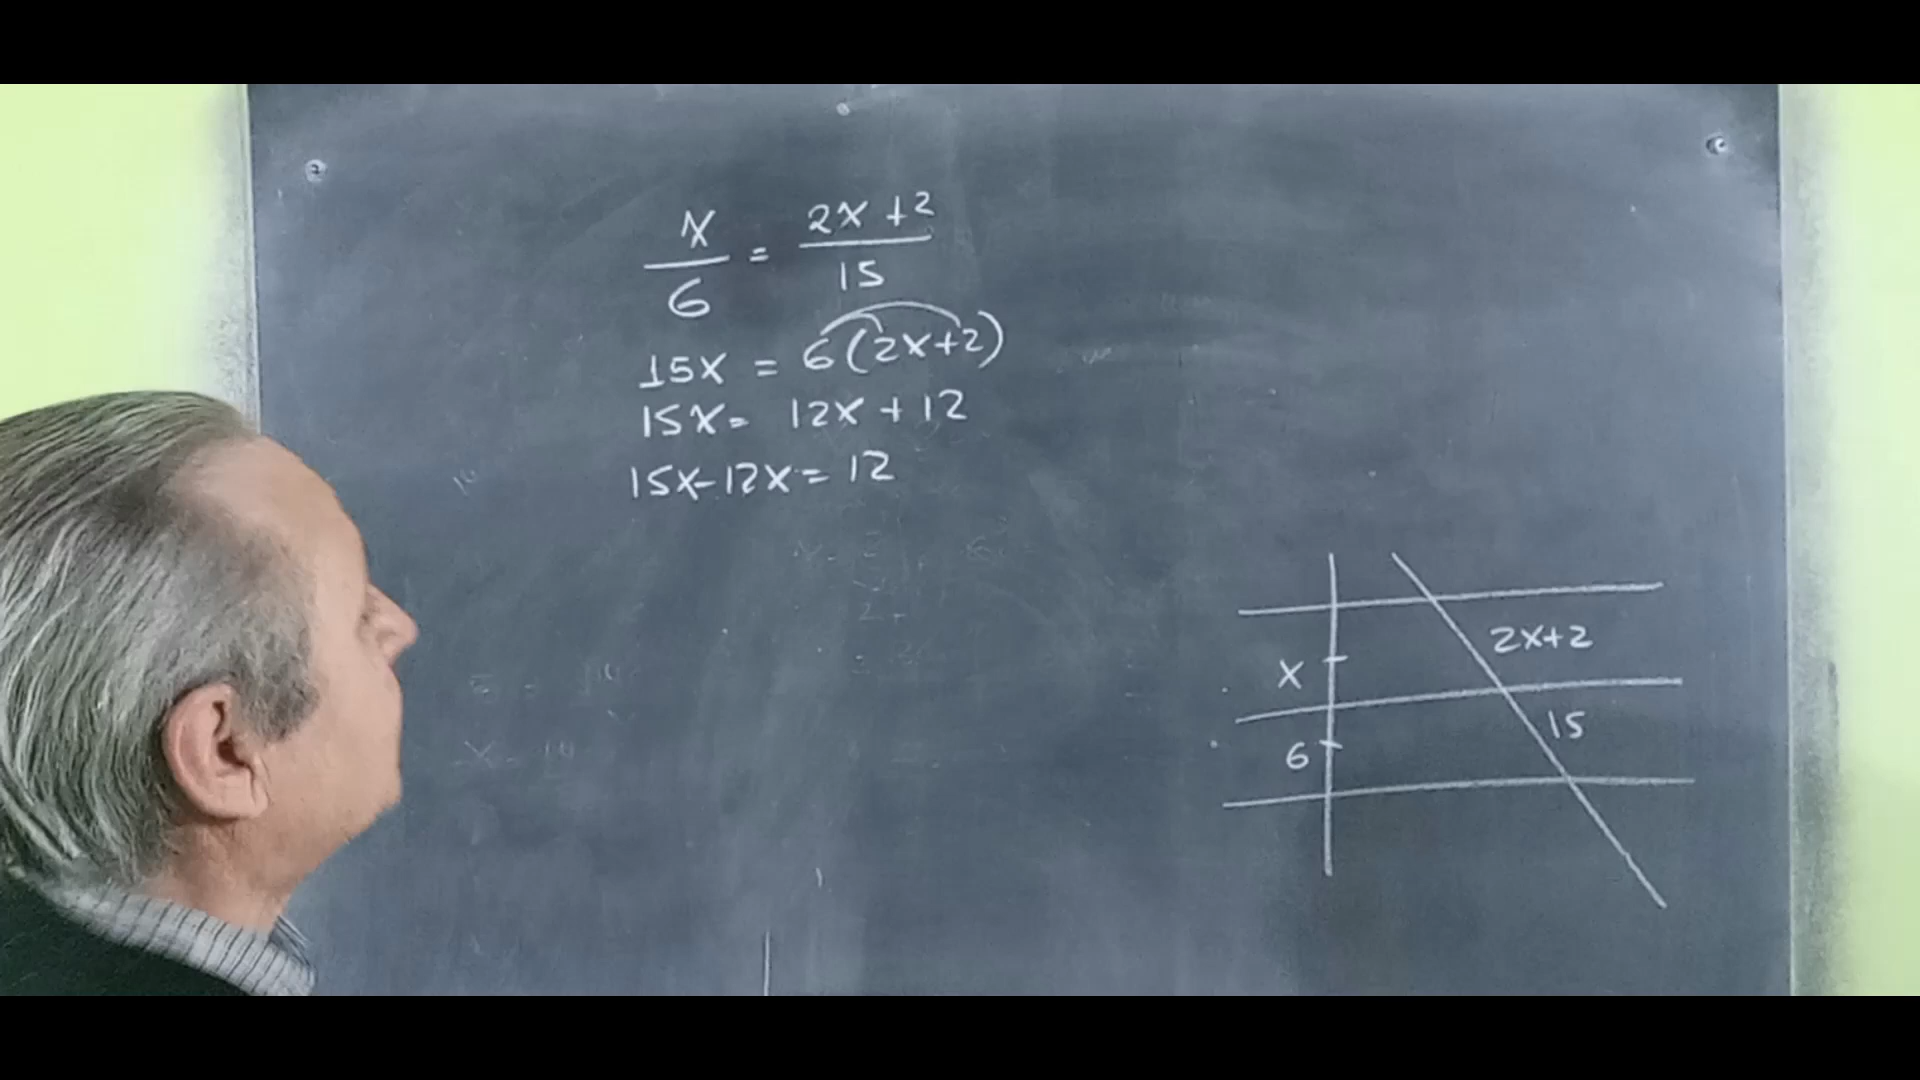 x/6 = 2x+2/15
15x = 6(2x+2)
15x = 12x + 12
15x-12x = 12
2x+2
x
15
6